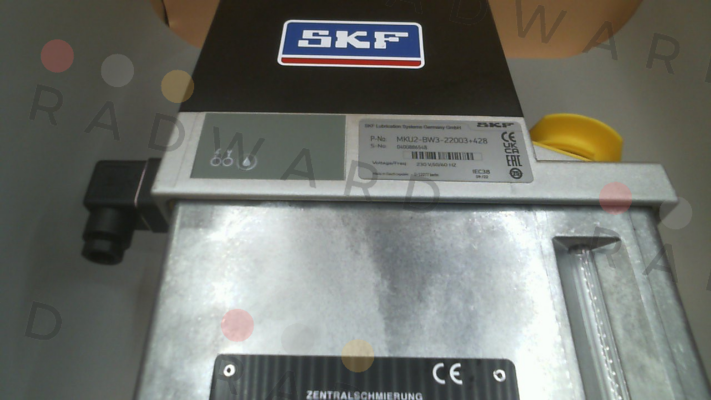 SKF
SKF Lubrication Systems Germany GmbH
SKF
P-No. MKU2-BW3-22003+428
S-No.
CE
UK CA
EAC
CE
ZENTRALSCHMIERUNG
RADWARD